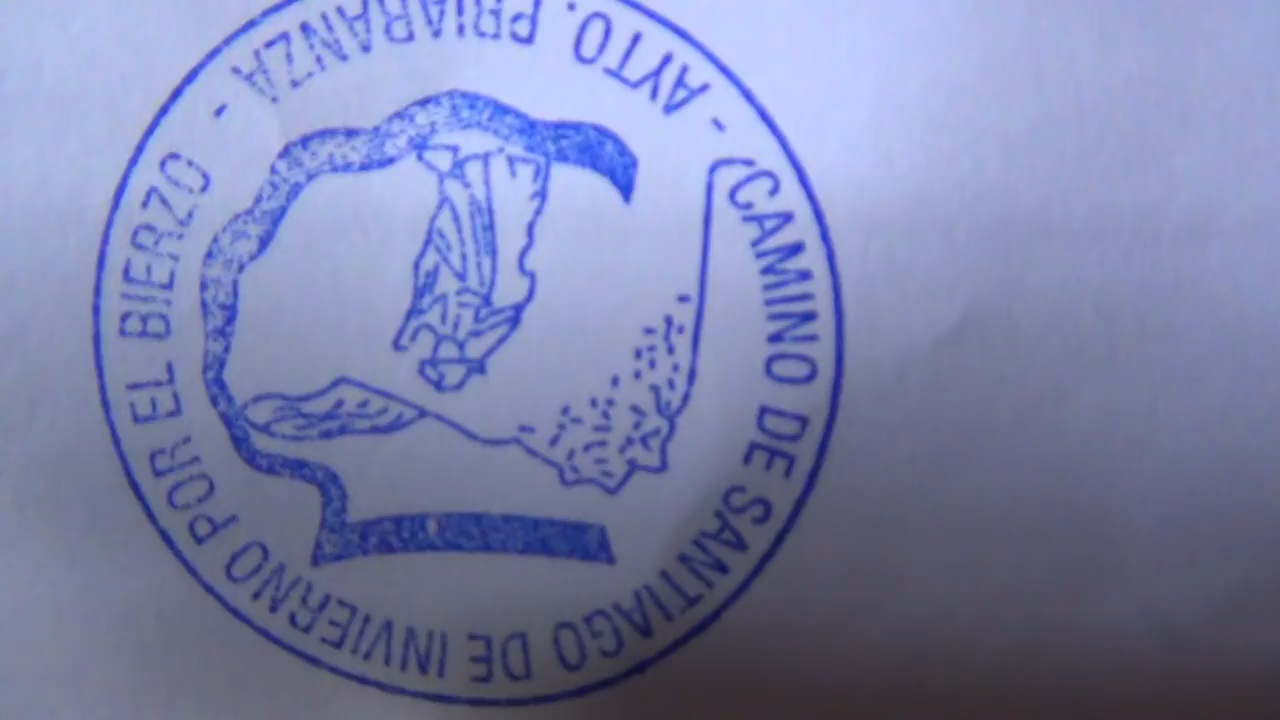 CAMINO DE SANTIAGO DE INVIERNO POR EL BIERZO
- AYTO. PRIARANZA -